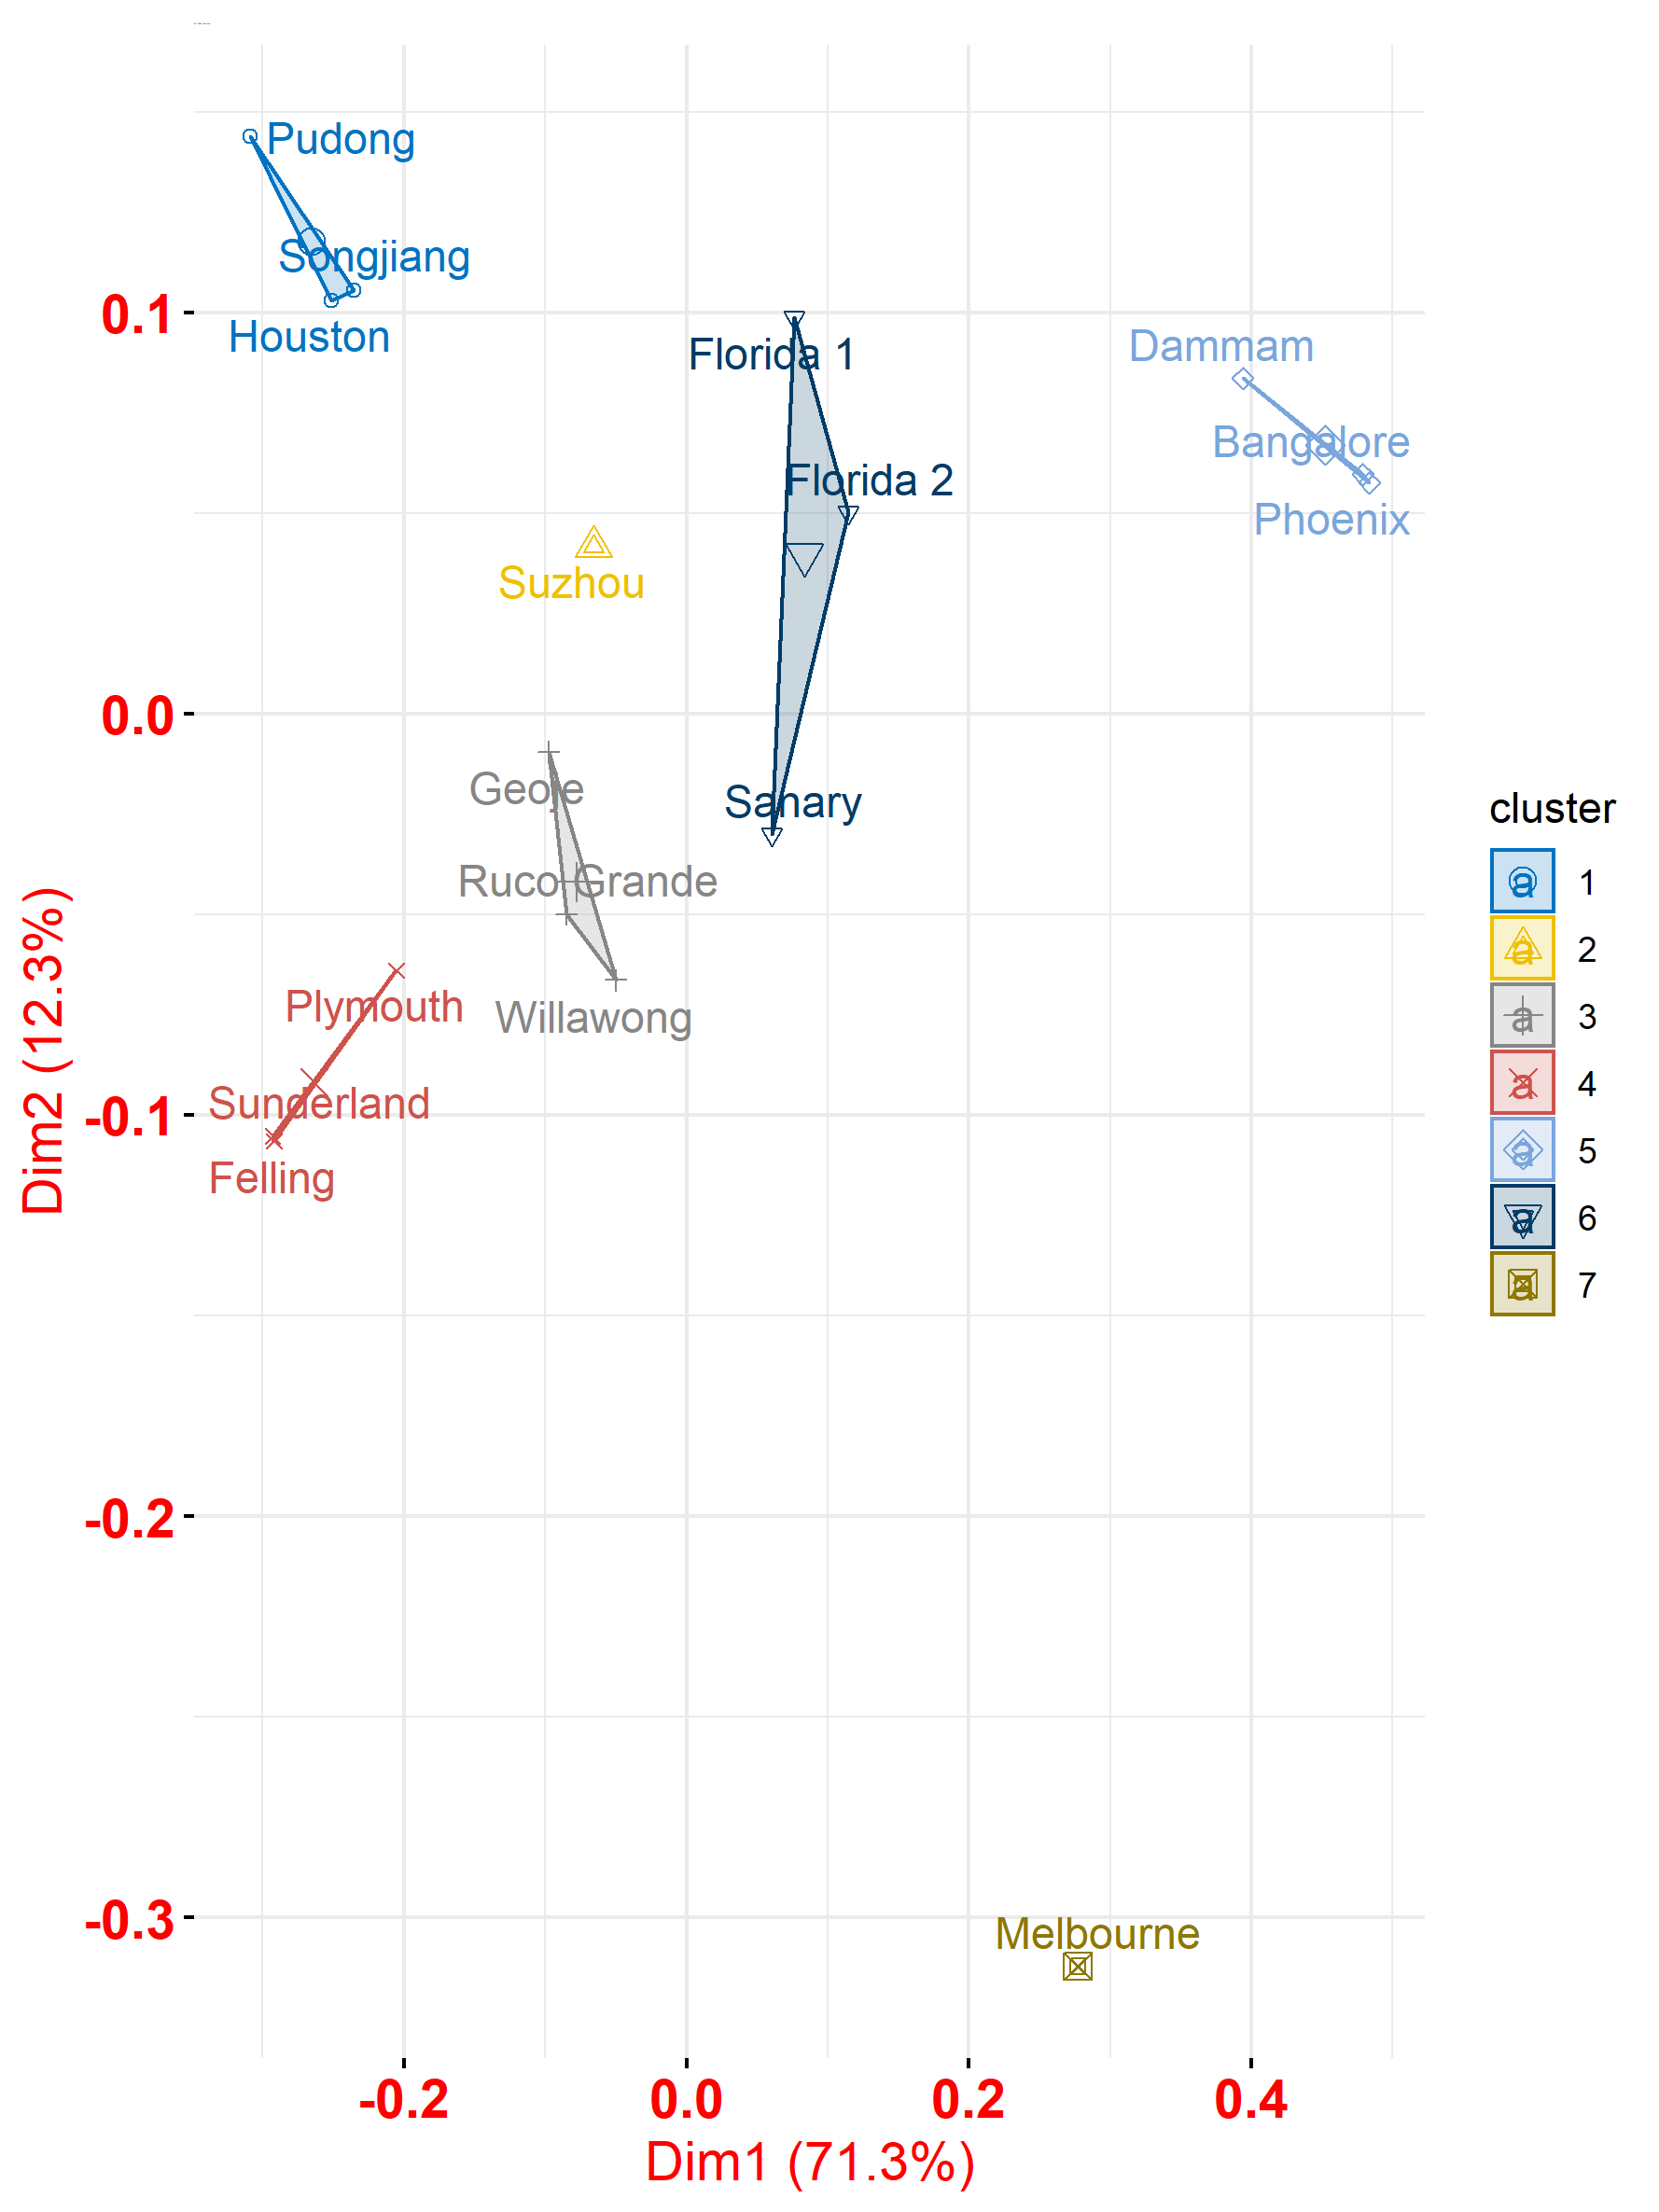 Pudong
Songjiang
Houston
0.1
Florida 1
Dammam
Bangalore
Florida 2
Phoenix
Suzhou
0.0
Geoje
Sanary
cluster
Ruco Grande
a 1
a 2
Plymouth
Willawong
a 3
a 4
Sunderland
-0.1
Felling
a 5
a 6
a 7
Dim2 (12.3%)
-0.2
-0.3
Melbourne
-0.2 0.0 0.2 0.4
Dim1 (71.3%)